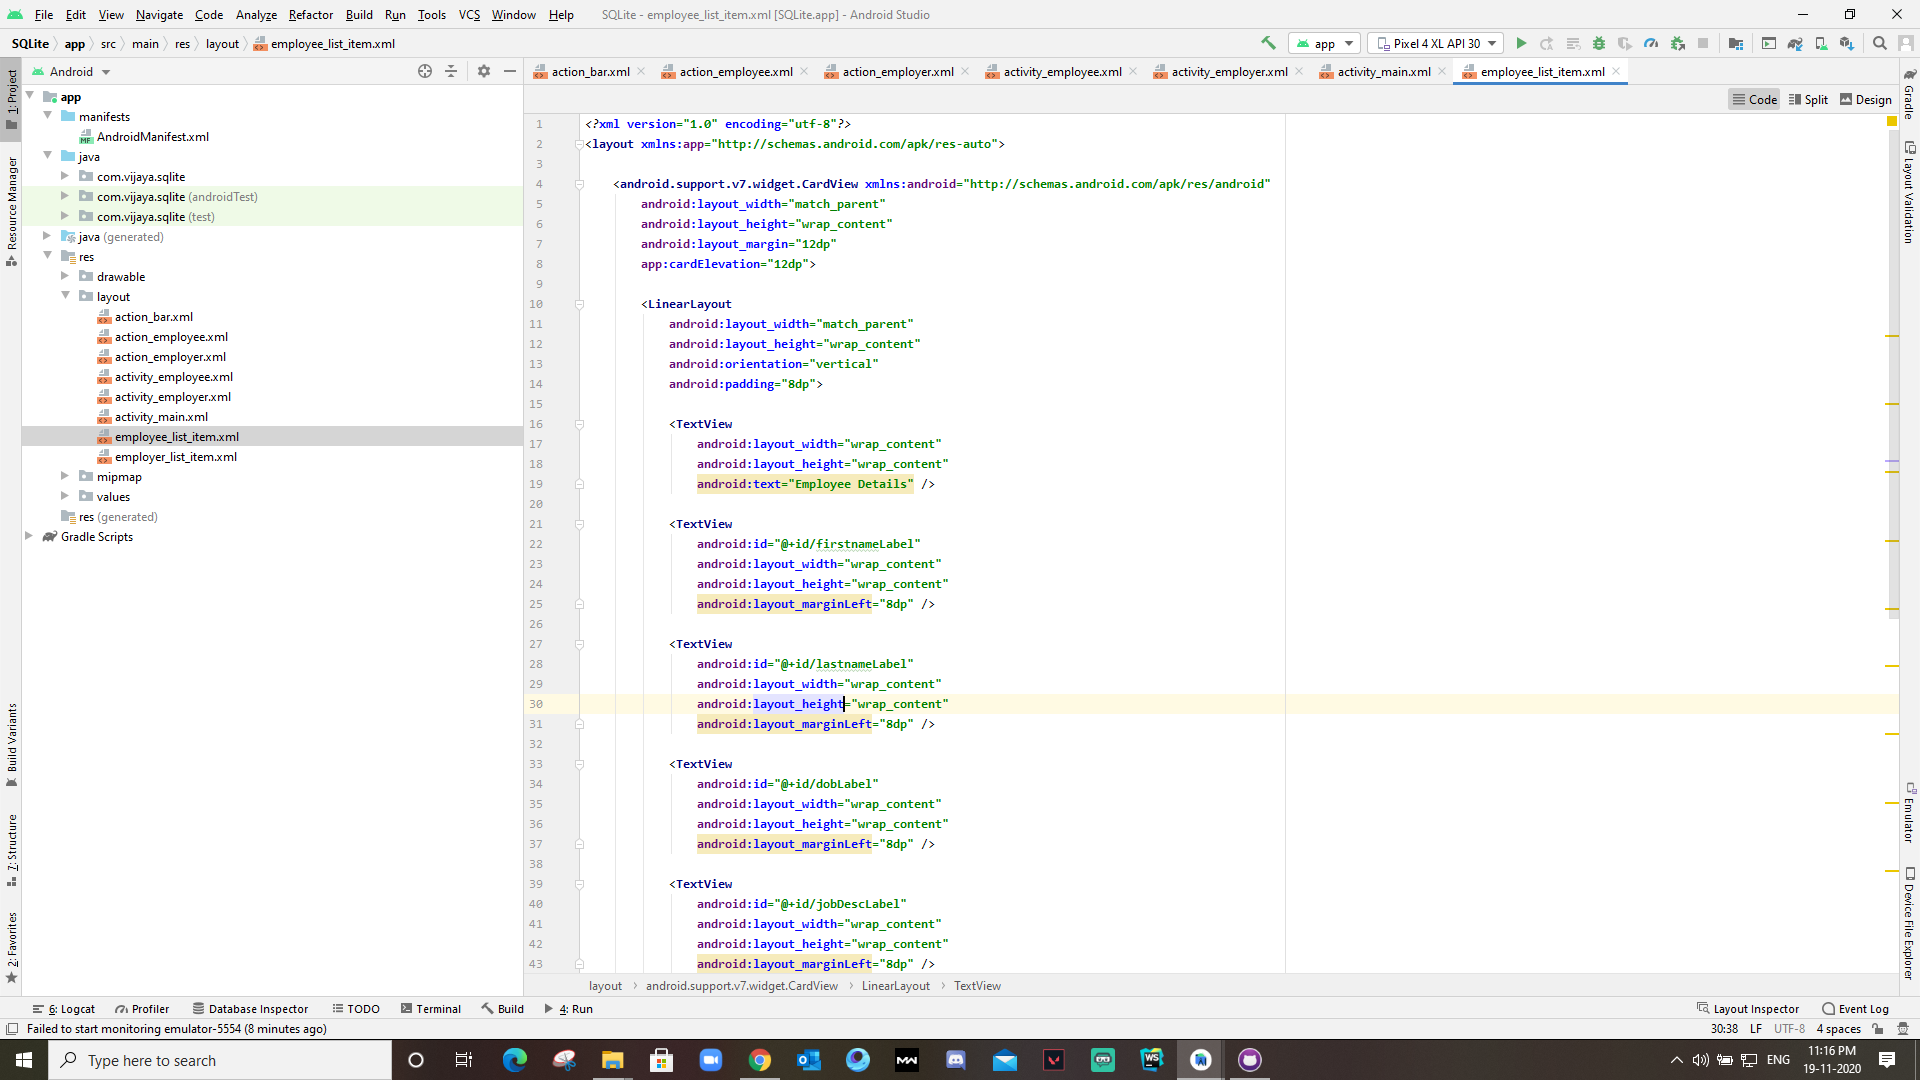 File Edit View Navigate Code Analyze Refactor Build Run Tools VCS Window Help SQLite - employee_list_item.xml [SQLite.app] - Android Studio
SQLite app src main res layout employee_list_item.xml app Pixel 4 XL API 30
Android
action_bar.xml action_employee.xml action_employer.xml activity_employee.xml activity_employer.xml activity_main.xml employee_list_item.xml
Code Split Design
1: Project
Resource Manager
Build Variants
7: Structure
2: Favorites
app
manifests
AndroidManifest.xml
java
com.vijaya.sqlite
com.vijaya.sqlite (androidTest)
com.vijaya.sqlite (test)
java (generated)
res
drawable
layout
action_bar.xml
action_employee.xml
action_employer.xml
activity_employee.xml
activity_employer.xml
activity_main.xml
employee_list_item.xml
employer_list_item.xml
mipmap
values
res (generated)
Gradle Scripts
1 <?xml version="1.0" encoding="utf-8"?>
2 <layout xmlns:app="http://schemas.android.com/apk/res-auto">
3
4 <android.support.v7.widget.CardView xmlns:android="http://schemas.android.com/apk/res/android"
5 android:layout_width="match_parent"
6 android:layout_height="wrap_content"
7 android:layout_margin="12dp"
8 app:cardElevation="12dp">
9
10 <LinearLayout
11 android:layout_width="match_parent"
12 android:layout_height="wrap_content"
13 android:orientation="vertical"
14 android:padding="8dp">
15
16 <TextView
17 android:layout_width="wrap_content"
18 android:layout_height="wrap_content"
19 android:text="Employee Details" />
20
21 <TextView
22 android:id="@+id/firstnameLabel"
23 android:layout_width="wrap_content"
24 android:layout_height="wrap_content"
25 android:layout_marginLeft="8dp" />
26
27 <TextView
28 android:id="@+id/lastnameLabel"
29 android:layout_width="wrap_content"
30 android:layout_height="wrap_content"
31 android:layout_marginLeft="8dp" />
32
33 <TextView
34 android:id="@+id/dobLabel"
35 android:layout_width="wrap_content"
36 android:layout_height="wrap_content"
37 android:layout_marginLeft="8dp" />
38
39 <TextView
40 android:id="@+id/jobDescLabel"
41 android:layout_width="wrap_content"
42 android:layout_height="wrap_content"
43 android:layout_marginLeft="8dp" />
layout android.support.v7.widget.CardView LinearLayout TextView
Gradle
Layout Validation
Emulator
Device File Explorer
6: Logcat Profiler Database Inspector TODO Terminal Build 4: Run Layout Inspector Event Log
Failed to start monitoring emulator-5554 (8 minutes ago) 30:38 LF UTF-8 4 spaces
Type here to search ENG 11:16 PM
19-11-2020